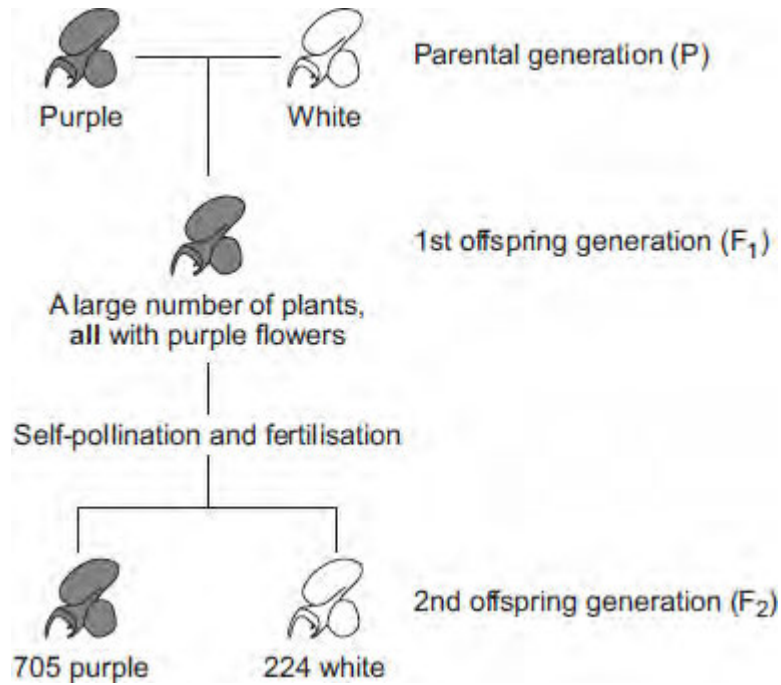 Parental generation (P)
Purple
White
1st offspring generation (F₁)
A large number of plants,
all with purple flowers
Self-pollination and fertilisation
2nd offspring generation (F₂)
705 purple
224 white